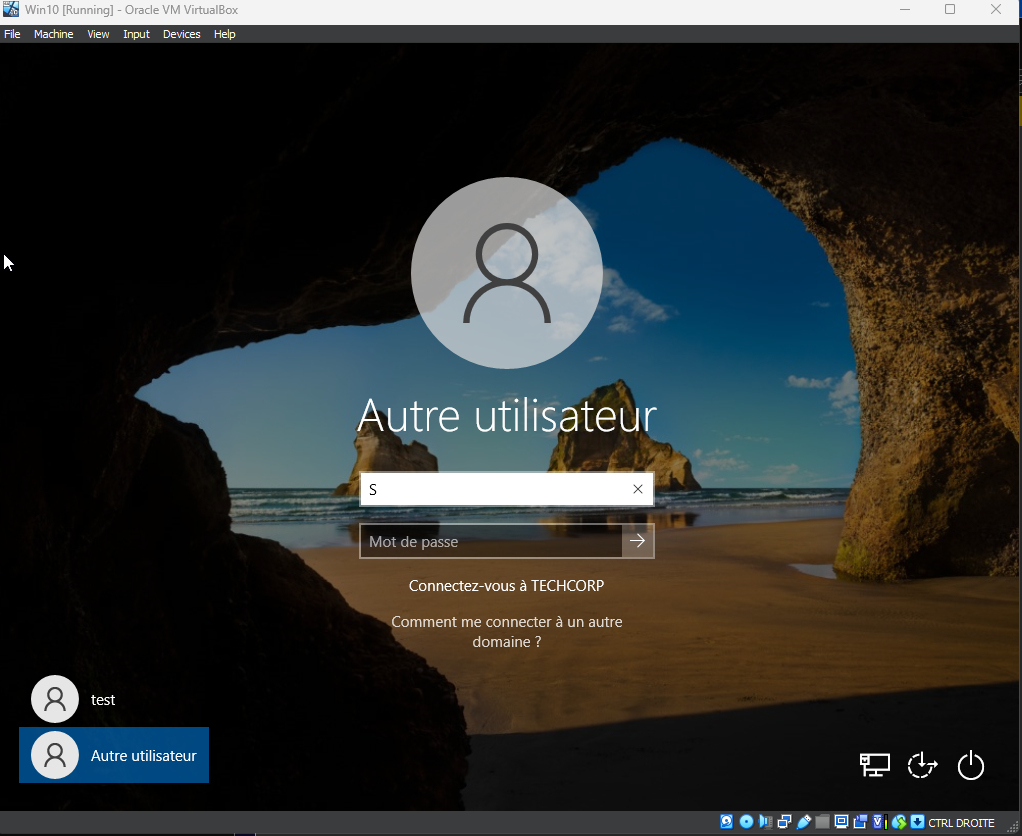 Win10 [Running] - Oracle VM VirtualBox
File Machine View Input Devices Help
Autre utilisateur
S
Mot de passe
Connectez-vous à TECHCORP
Comment me connecter à un autre
domaine ?
test
Autre utilisateur
CTRL DROITE